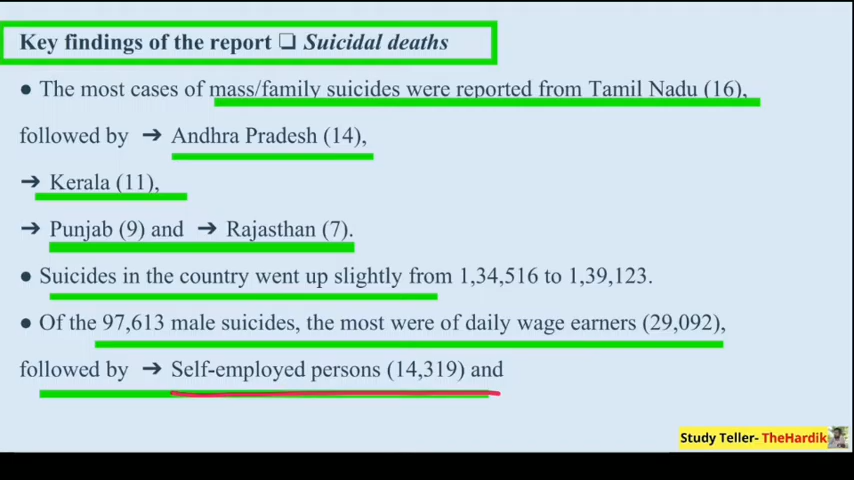 Key findings of the report ❏ Suicidal deaths
● The most cases of mass/family suicides were reported from Tamil Nadu (16),
followed by ➔ Andhra Pradesh (14),
➔ Kerala (11),
➔ Punjab (9) and ➔ Rajasthan (7).
● Suicides in the country went up slightly from 1,34,516 to 1,39,123.
● Of the 97,613 male suicides, the most were of daily wage earners (29,092),
followed by ➔ Self-employed persons (14,319) and
Study Teller- TheHardik